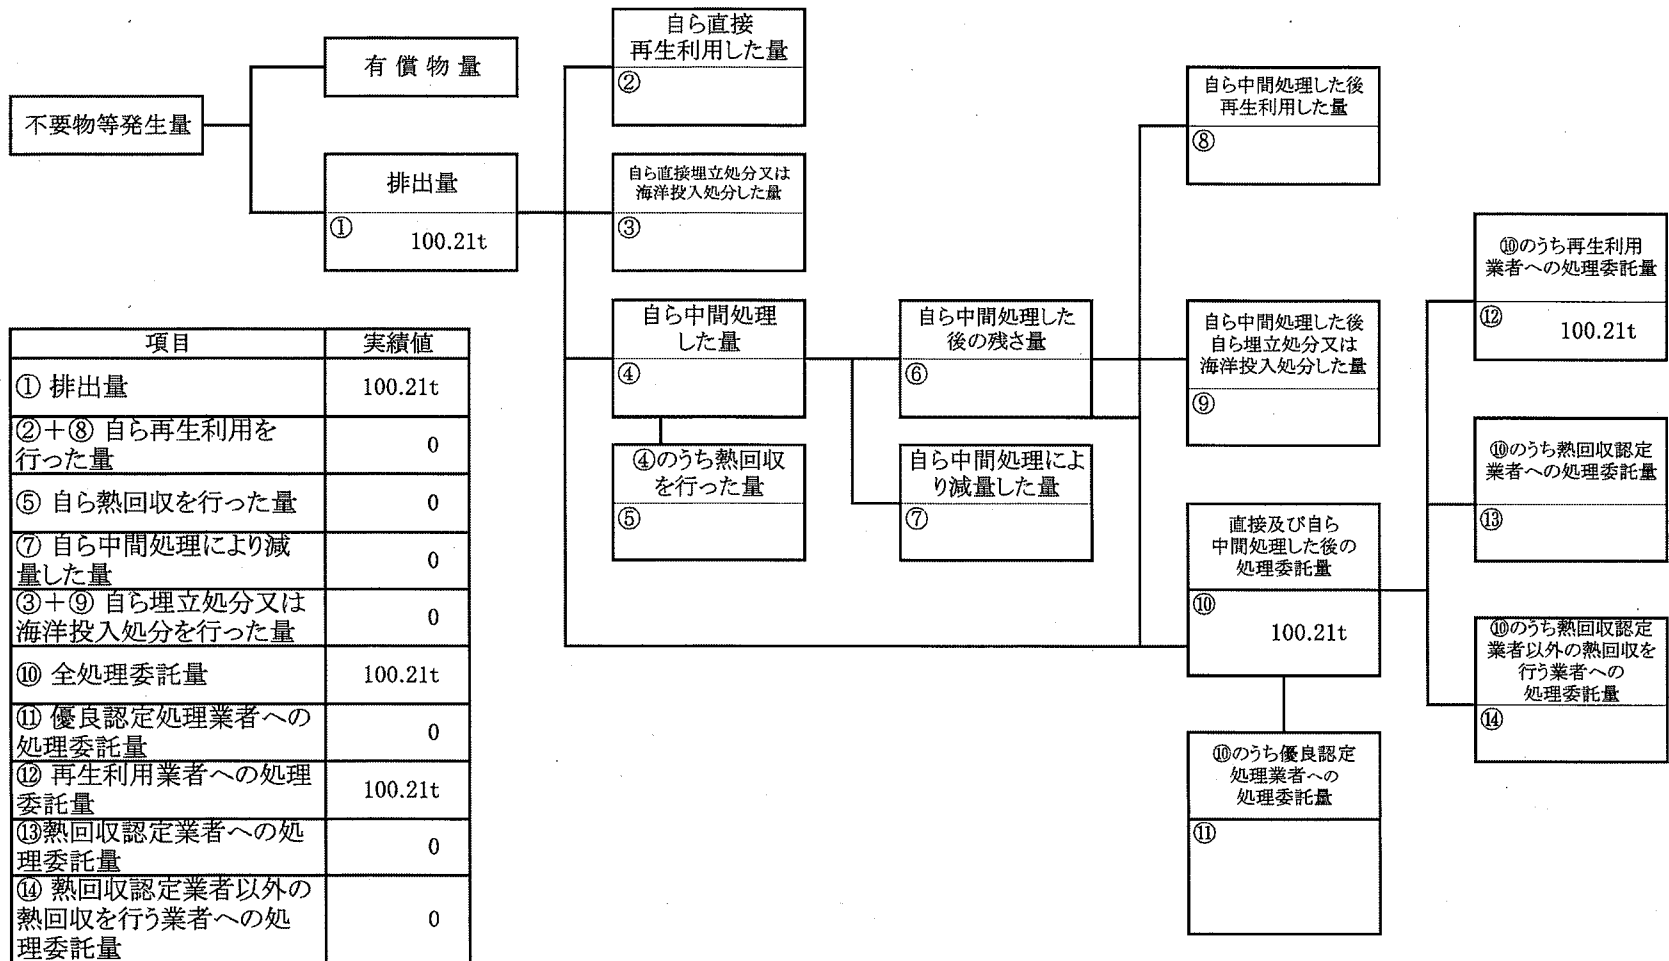 不要物等発生量
有償物量
排出量
①
100.21t
自ら直接
再生利用した量
②
自ら直接埋立処分又は
海洋投入処分した量
③
自ら中間処理
した量
④
④のうち熱回収
を行った量
⑤
自ら中間処理した
後の残さ量
⑥
自ら中間処理によ
り減量した量
⑦
自ら中間処理した後
再生利用した量
⑧
自ら中間処理した後
自ら埋立処分又は
海洋投入処分した量
⑨
直接及び自ら
中間処理した後の
処理委託量
⑩
100.21t
⑩のうち優良認定
処理業者への
処理委託量
⑪
⑩のうち再生利用
業者への処理委託量
⑫
100.21t
⑩のうち熱回収認定
業者への処理委託量
⑬
⑩のうち熱回収認定
業者以外の熱回収を
行う業者への
処理委託量
⑭
項目 実績値
① 排出量 100.21t
②+⑧ 自ら再生利用を
行った量 0
⑤ 自ら熱回収を行った量 0
⑦ 自ら中間処理により減
量した量 0
③+⑨ 自ら埋立処分又は
海洋投入処分を行った量 0
⑩ 全処理委託量 100.21t
⑪ 優良認定処理業者への
処理委託量 0
⑫ 再生利用業者への処理
委託量 100.21t
⑬熱回収認定業者への処
理委託量 0
⑭ 熱回収認定業者以外の
熱回収を行う業者への処
理委託量 0